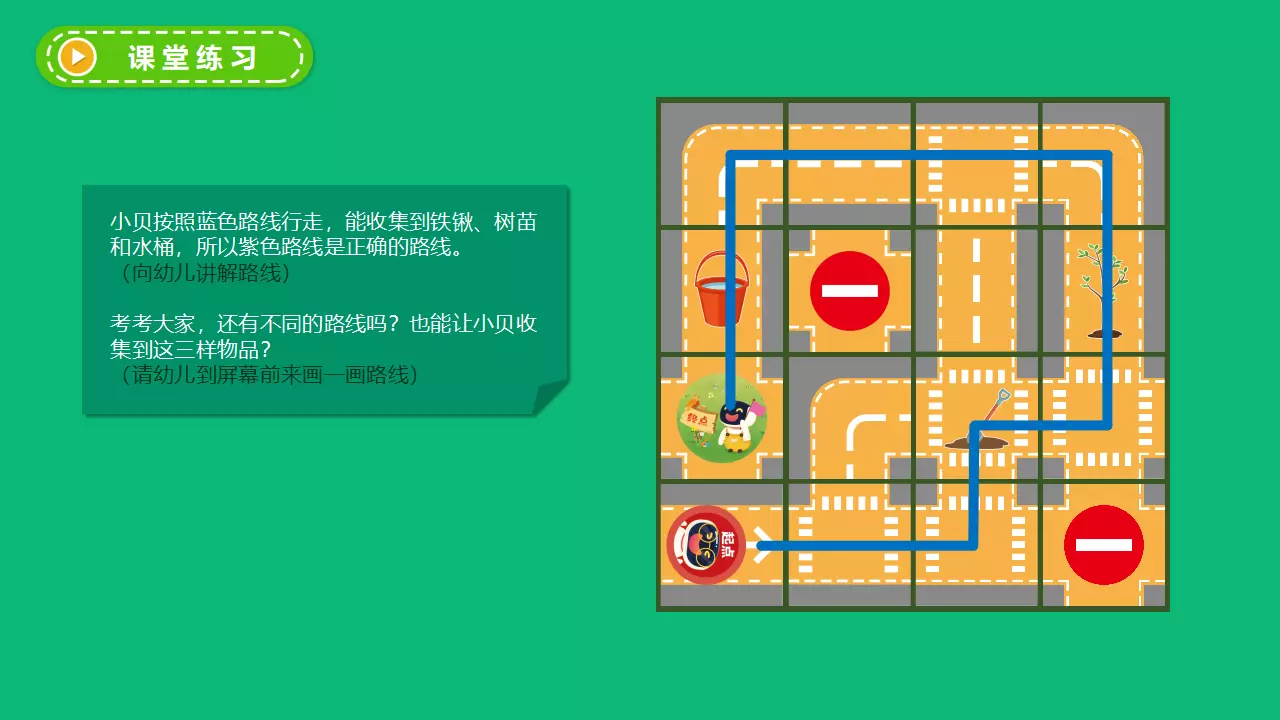 课堂练习
小贝按照蓝色路线行走，能收集到铁锹、树苗
和水桶，所以紫色路线是正确的路线。
（向幼儿讲解路线）
考考大家，还有不同的路线吗？也能让小贝收
集到这三样物品？
（请幼儿到屏幕前来画一画路线）
终点
起点